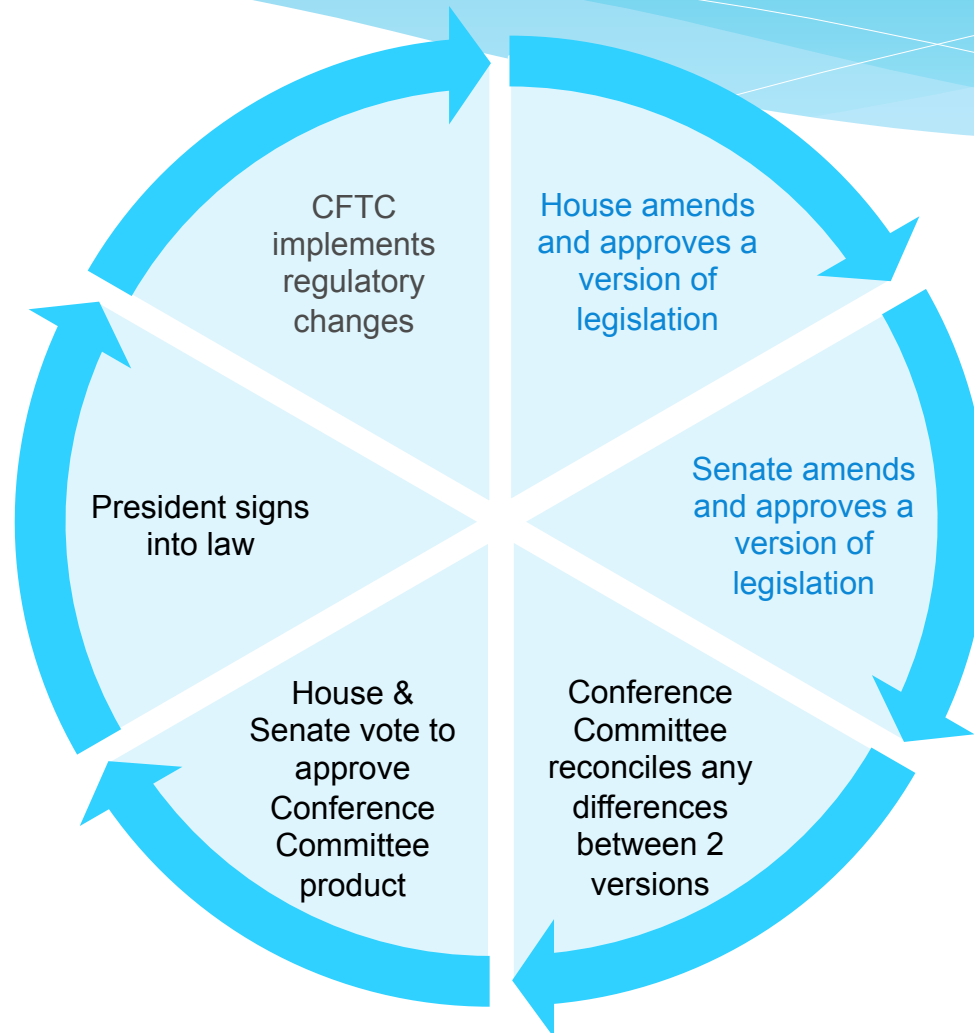 House amends
and approves a
version of
legislation
Senate amends
and approves a
version of
legislation
Conference
Committee
reconciles any
differences
between 2
versions
House &
Senate vote to
approve
Conference
Committee
product
President signs
into law
CFTC
implements
regulatory
changes